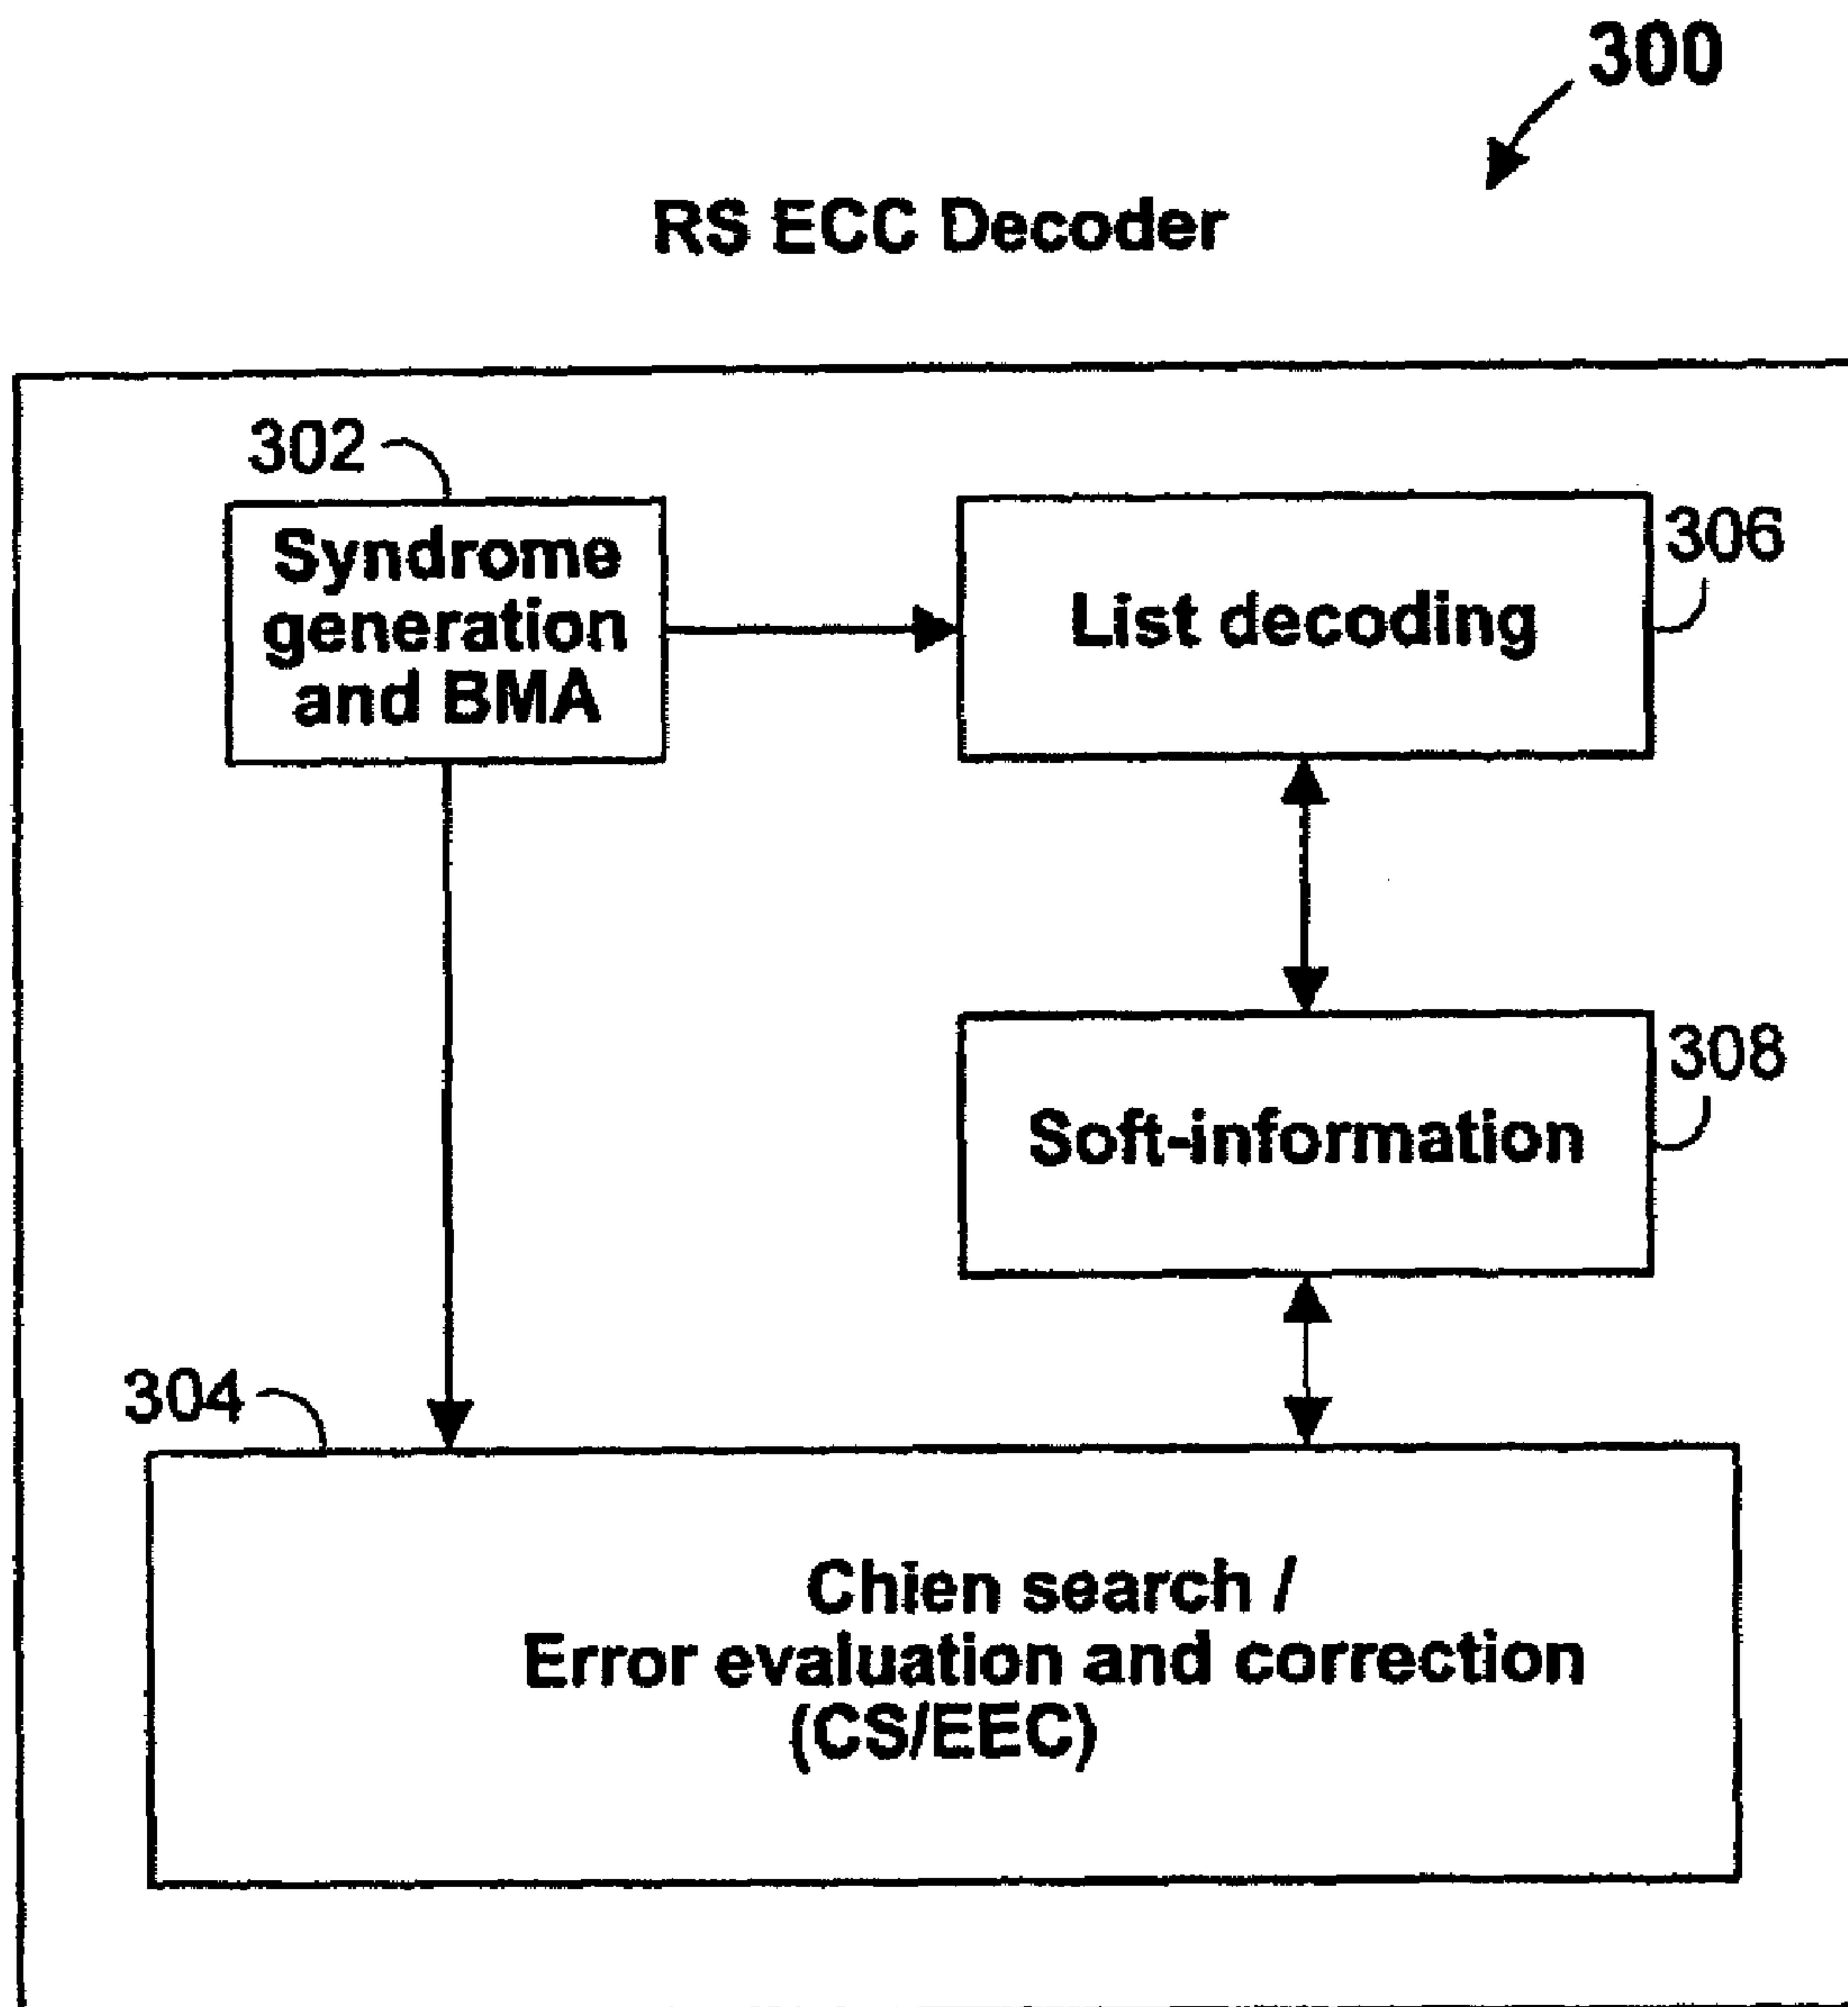 300
RS ECC Decoder
302
Syndrome
generation
and BMA
List decoding
306
Soft-information
308
304
Chien search /
Error evaluation and correction
(CS/EEC)